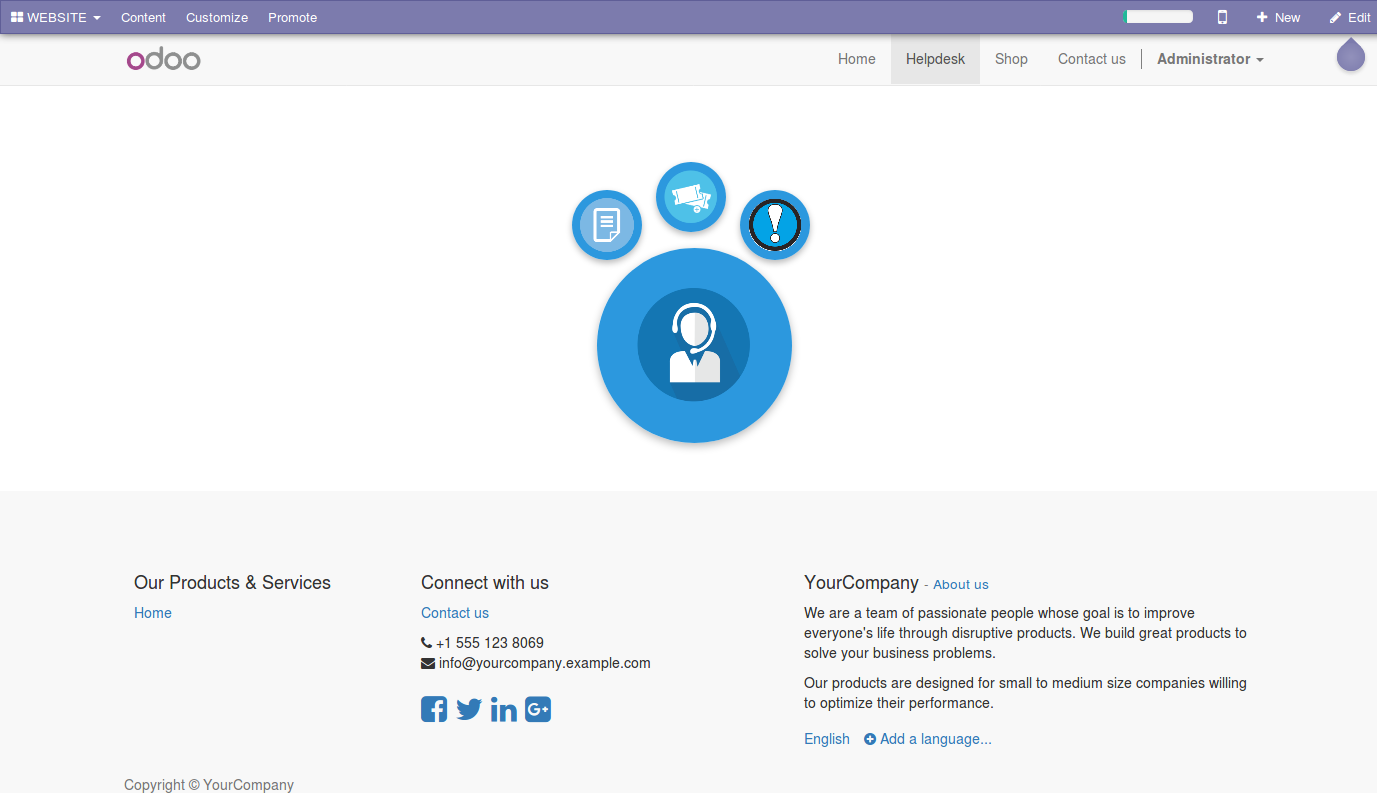 WEBSITE Content Customize Promote New Edit
odoo Home Helpdesk Shop Contact us Administrator
Our Products & Services
Home
Connect with us
Contact us
+1 555 123 8069
info@yourcompany.example.com
YourCompany - About us
We are a team of passionate people whose goal is to improve
everyone's life through disruptive products. We build great products to
solve your business problems.
Our products are designed for small to medium size companies willing
to optimize their performance.
English Add a language...
Copyright © YourCompany